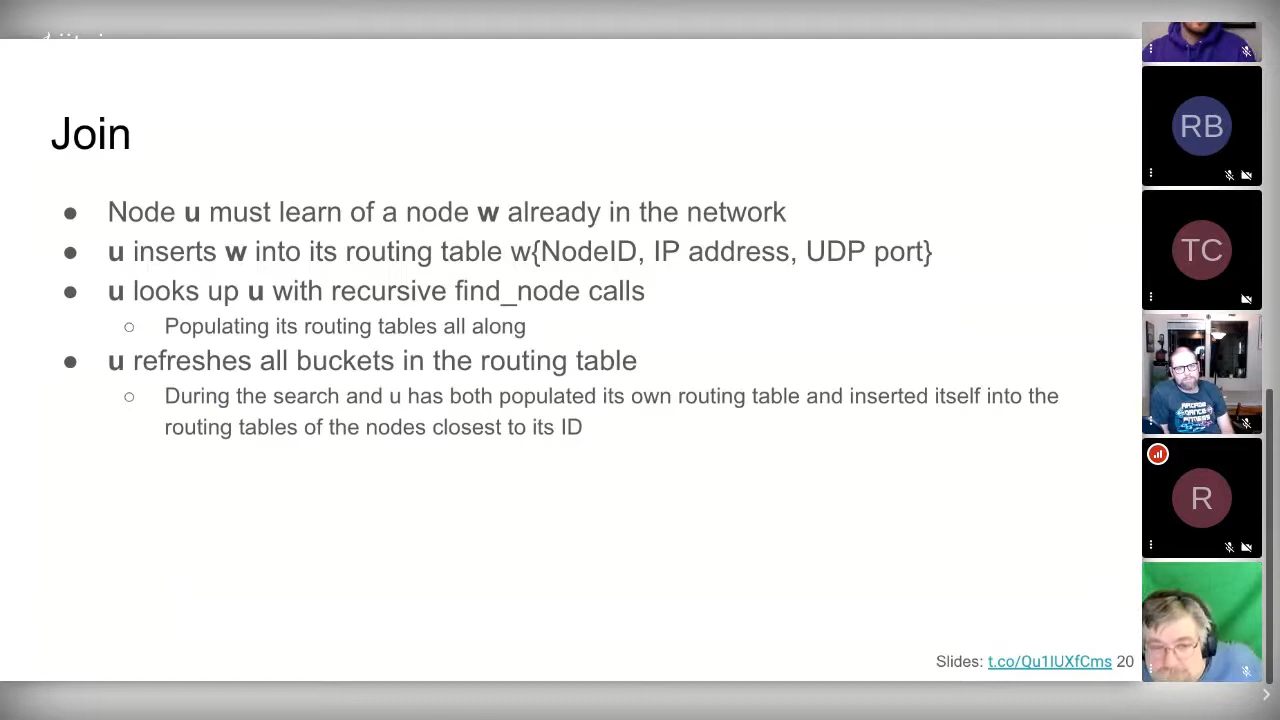 Join
● Node u must learn of a node w already in the network
● u inserts w into its routing table w{NodeID, IP address, UDP port}
● u looks up u with recursive find_node calls
○ Populating its routing tables all along
● u refreshes all buckets in the routing table
○ During the search and u has both populated its own routing table and inserted itself into the
routing tables of the nodes closest to its ID
Slides: t.co/Qu1IUXfCms 20
RB
TC
ARCADE
DANCE
R